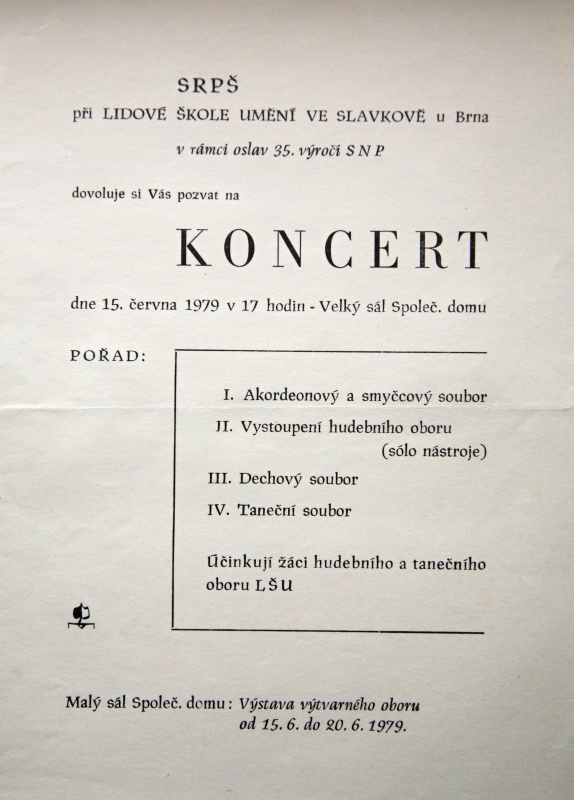 SRPŠ
při LIDOVÉ ŠKOLE UMĚNÍ VE SLAVKOVĚ u Brna
v rámci oslav 35. výročí SNP
dovoluje si Vás pozvat na
KONCERT
dne 15. června 1979 v 17 hodin - Velký sál Společ. domu
POŘAD:
I. Akordeonový a smyčcový soubor
II. Vystoupení hudebního oboru
(sólo nástroje)
III. Dechový soubor
IV. Taneční soubor
Účinkují žáci hudebního a tanečního
oboru LŠU
Malý sál Společ. domu: Výstava výtvarného oboru
od 15. 6. do 20. 6. 1979.